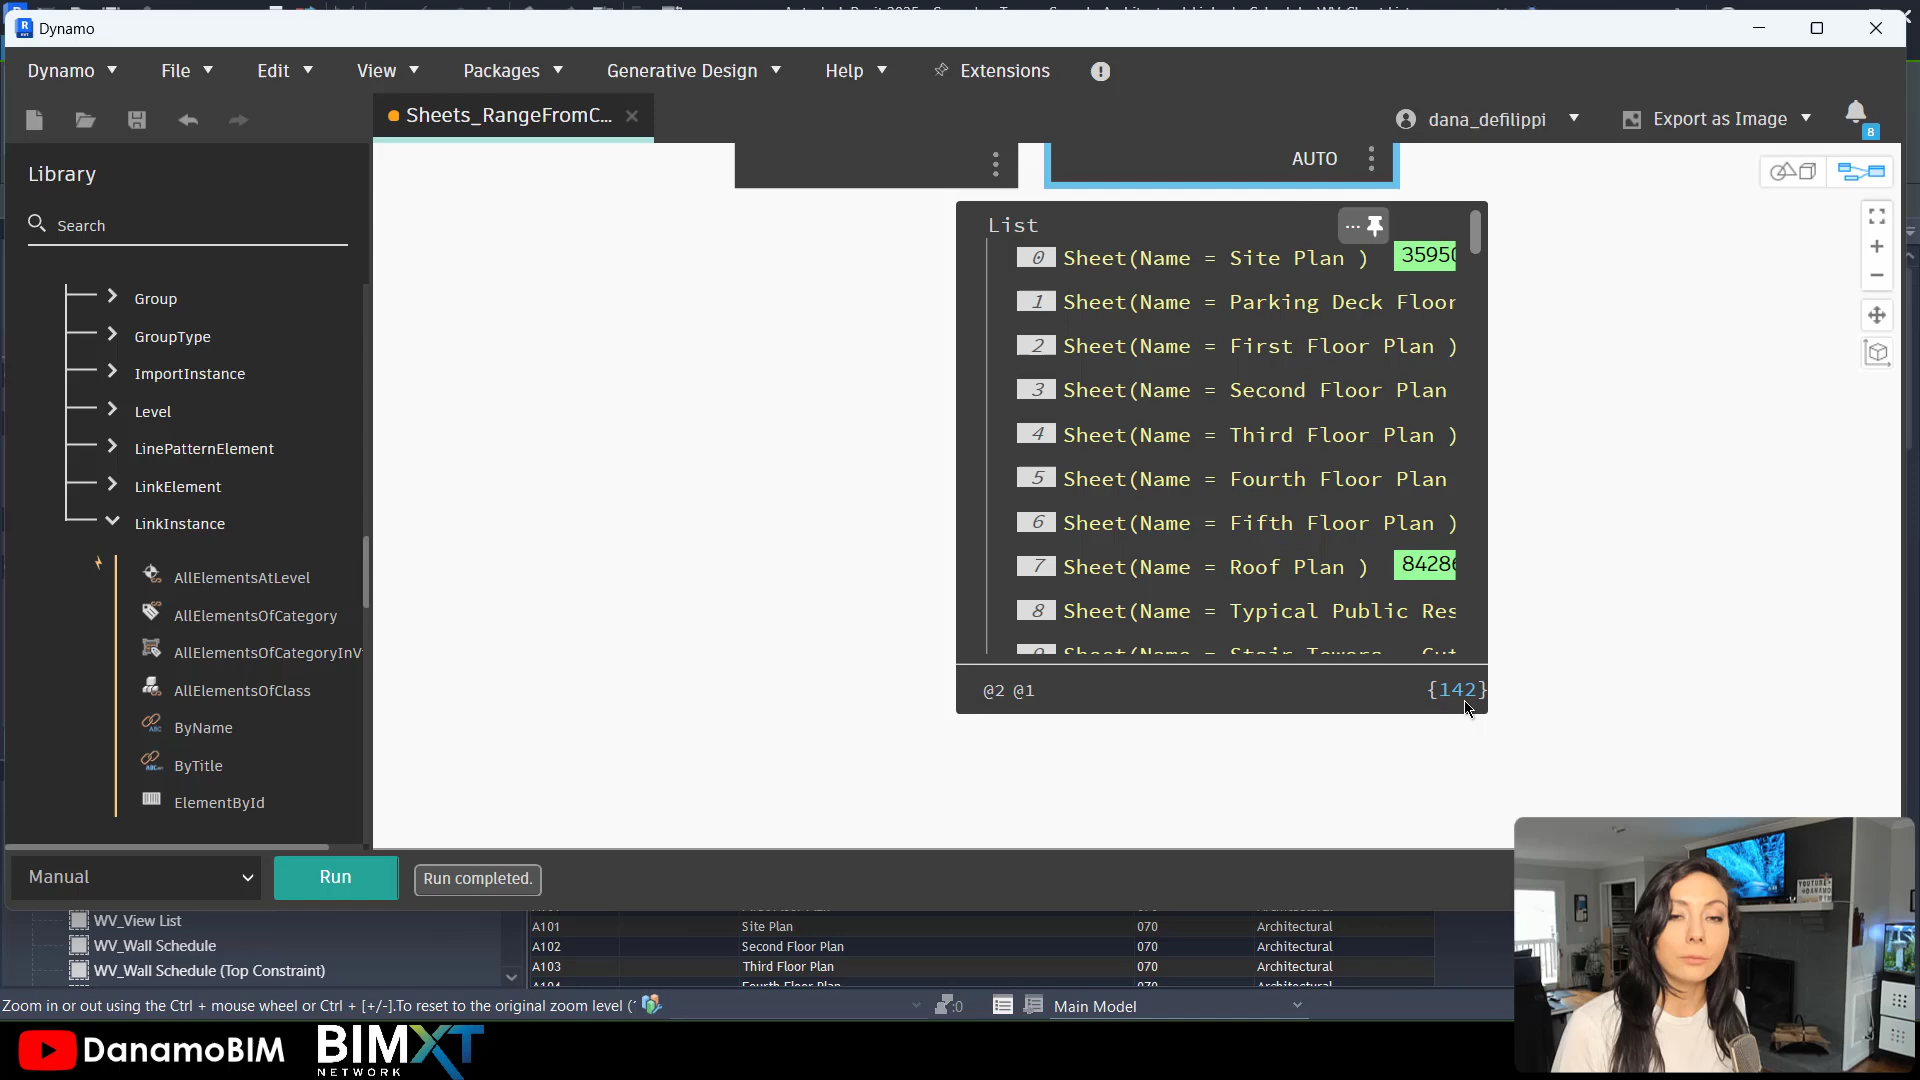 Dynamo
Dynamo File Edit View Packages Generative Design Help Extensions
Sheets_RangeFromC...
dana_defilippi
Export as Image
8
Library
Search
Group
GroupType
ImportInstance
Level
LinePatternElement
LinkElement
LinkInstance
AllElementsAtLevel
AllElementsOfCategory
AllElementsOfCategoryInV
AllElementsOfClass
ByName
ByTitle
ElementById
AUTO
List
0 Sheet(Name = Site Plan ) 35950
1 Sheet(Name = Parking Deck Floor
2 Sheet(Name = First Floor Plan )
3 Sheet(Name = Second Floor Plan
4 Sheet(Name = Third Floor Plan )
5 Sheet(Name = Fourth Floor Plan
6 Sheet(Name = Fifth Floor Plan )
7 Sheet(Name = Roof Plan ) 84286
8 Sheet(Name = Typical Public Res
@2 @1 {142}
Manual
Run
Run completed.
WV_View List
WV_Wall Schedule
WV_Wall Schedule (Top Constraint)
A101 Site Plan 070 Architectural
A102 Second Floor Plan 070 Architectural
A103 Third Floor Plan 070 Architectural
Zoom in or out using the Ctrl + mouse wheel or Ctrl + [+/-].To reset to the original zoom level (
:0
Main Model
DanamoBIM
BIMXT
NETWORK